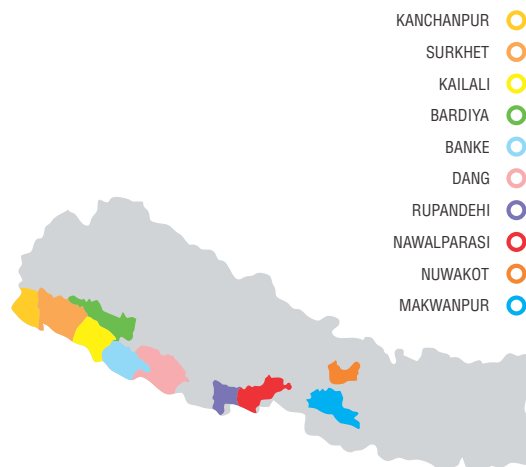 KANCHANPUR
SURKHET
KAILALI
BARDIYA
BANKE
DANG
RUPANDEHI
NAWALPARASI
NUWAKOT
MAKWANPUR